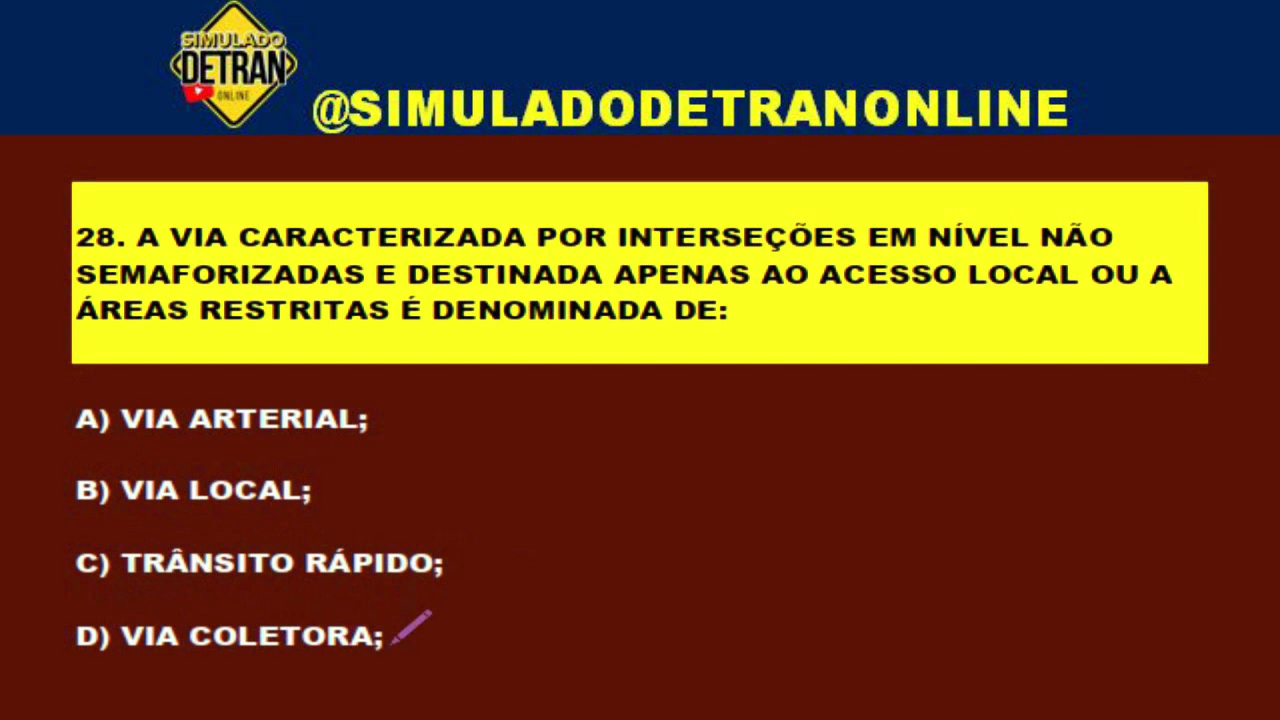 SIMULADO
DETRAN
ONLINE
@SIMULADODETRANONLINE
28. A VIA CARACTERIZADA POR INTERSEÇÕES EM NÍVEL NÃO
SEMAFORIZADAS E DESTINADA APENAS AO ACESSO LOCAL OU A
ÁREAS RESTRITAS É DENOMINADA DE:
A) VIA ARTERIAL;
B) VIA LOCAL;
C) TRÂNSITO RÁPIDO;
D) VIA COLETORA;